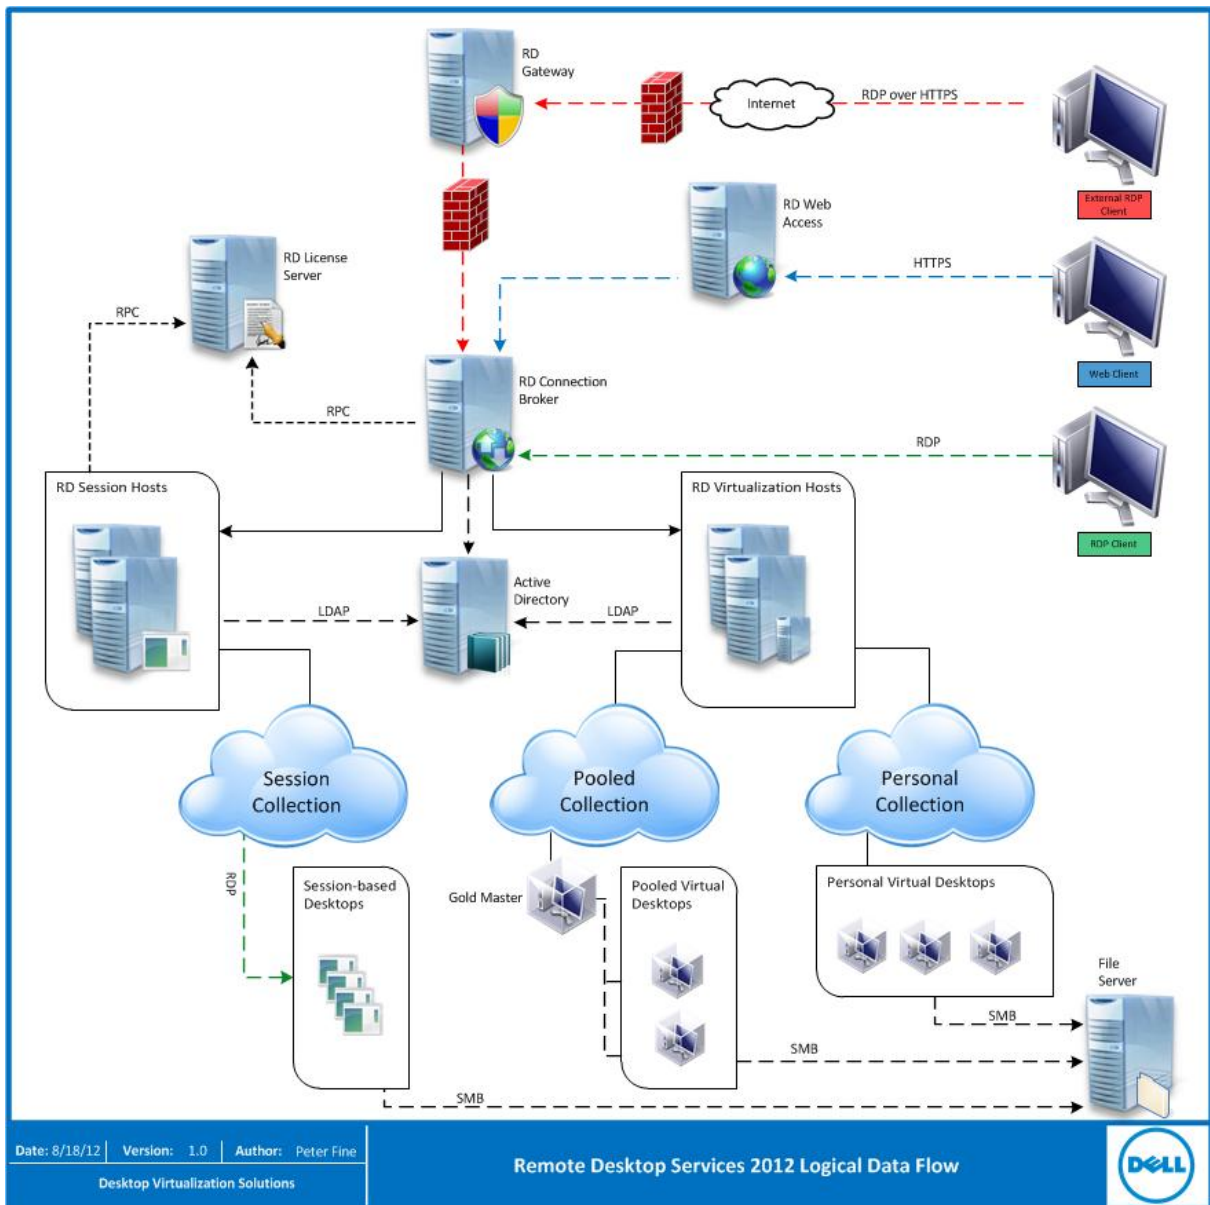 RD
Gateway
Internet
RDP over HTTPS
External RDP
Client
RD Web
Access
HTTPS
Web Client
RD License
Server
RPC
RPC
RD Connection
Broker
RDP
RDP Client
RD Session Hosts
RD Virtualization Hosts
Active
Directory
LDAP
LDAP
Session
Collection
Pooled
Collection
Personal
Collection
RDP
Session-based
Desktops
Gold Master
Pooled Virtual
Desktops
Personal Virtual Desktops
File
Server
SMB
SMB
SMB
Date: 8/18/12 Version: 1.0 Author: Peter Fine
Desktop Virtualization Solutions
Remote Desktop Services 2012 Logical Data Flow
DELL